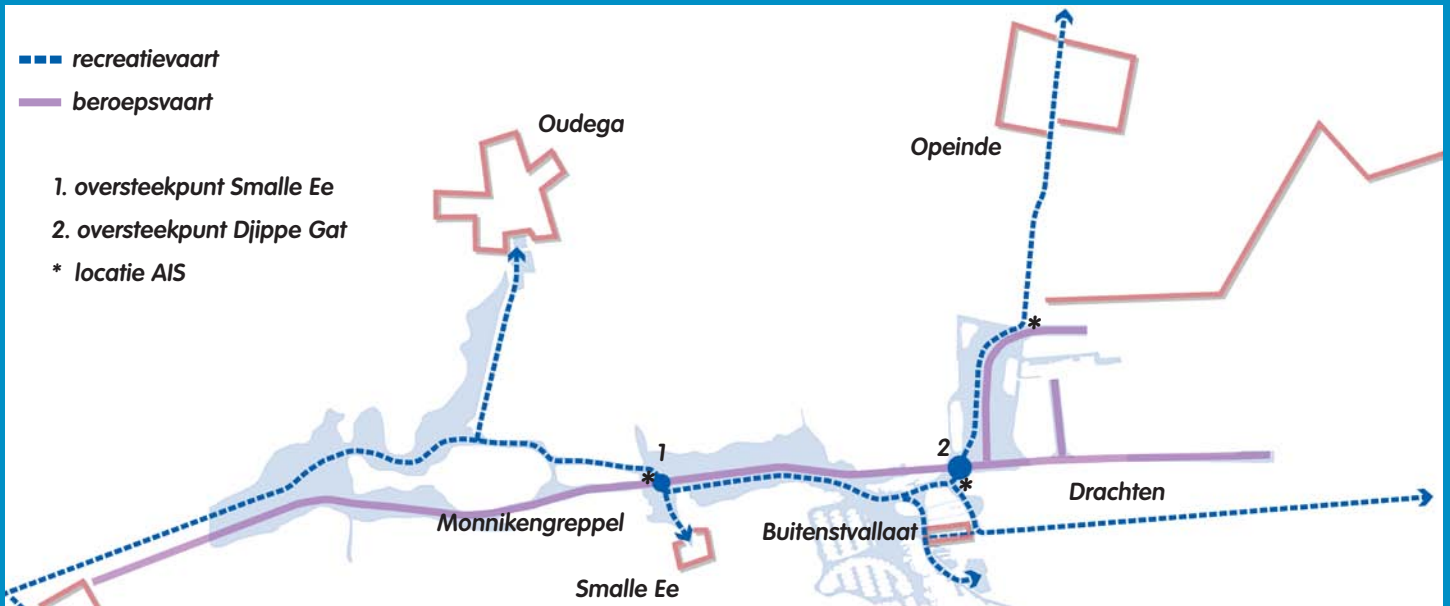 recreatievaart
beroepsvaart
1. oversteekpunt Smalle Ee
2. oversteekpunt Djippe Gat
* locatie AIS
Oudega
Opeinde
*
1
*
2
*
Drachten
Monnikengreppel
Buitenstvallaat
Smalle Ee